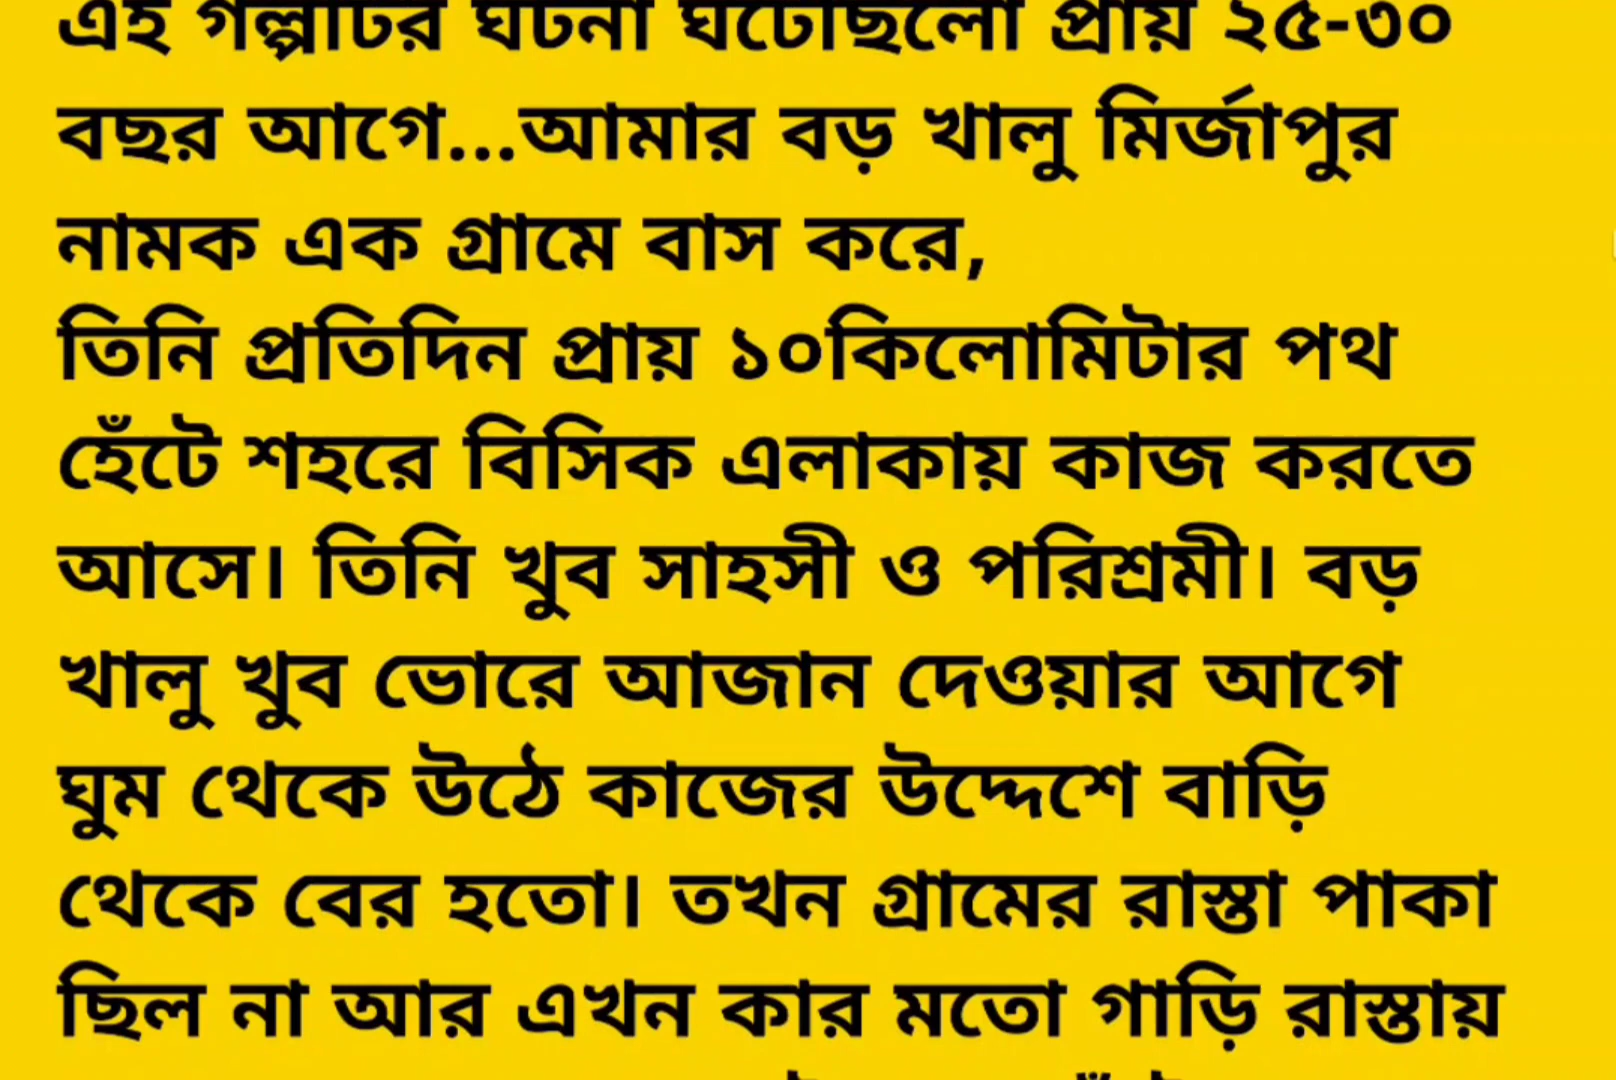 এই গল্পটির ঘটনা ঘটেছিলো প্রায় ২৫-৩০
বছর আগে...আমার বড় খালু মির্জাপুর
নামক এক গ্রামে বাস করে,
তিনি প্রতিদিন প্রায় ১০কিলোমিটার পথ
হেঁটে শহরে বিসিক এলাকায় কাজ করতে
আসে। তিনি খুব সাহসী ও পরিশ্রমী। বড়
খালু খুব ভোরে আজান দেওয়ার আগে
ঘুম থেকে উঠে কাজের উদ্দেশে বাড়ি
থেকে বের হতো। তখন গ্রামের রাস্তা পাকা
ছিল না আর এখন কার মতো গাড়ি রাস্তায়